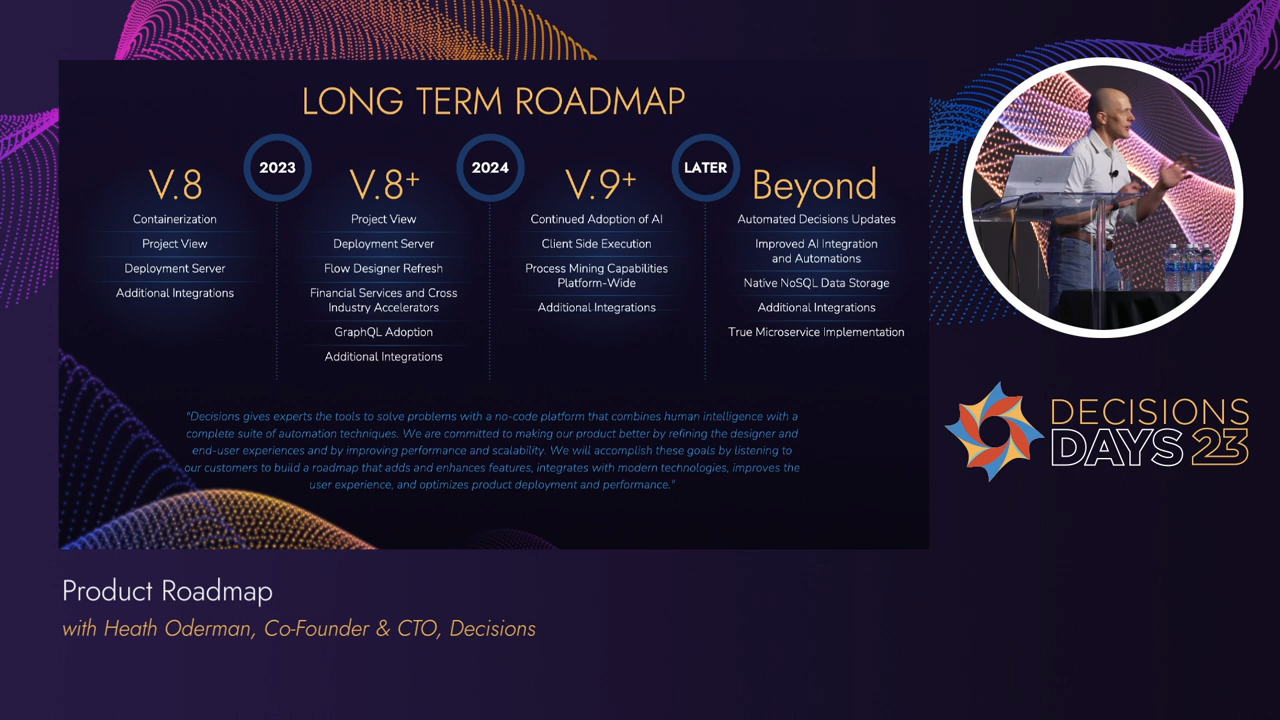 LONG TERM ROADMAP
2023
2024
LATER
V.8
Containerization
Project View
Deployment Server
Additional Integrations
V.8+
Project View
Deployment Server
Flow Designer Refresh
Financial Services and Cross
Industry Accelerators
GraphQL Adoption
Additional Integrations
V.9+
Continued Adoption of AI
Client Side Execution
Process Mining Capabilities
Platform-Wide
Additional Integrations
Beyond
Automated Decisions Updates
Improved AI Integration
and Automations
Native NoSQL Data Storage
Additional Integrations
True Microservice Implementation
"Decisions gives experts the tools to solve problems with a no-code platform that combines human intelligence with a
complete suite of automation techniques. We are committed to making our product better by refining the designer and
end-user experiences and by improving performance and scalability. We will accomplish these goals by listening to
our customers to build a roadmap that adds and enhances features, integrates with modern technologies, improves the
user experience, and optimizes product deployment and performance."
DECISIONS
DAYS 23
Product Roadmap
with Heath Oderman, Co-Founder & CTO, Decisions